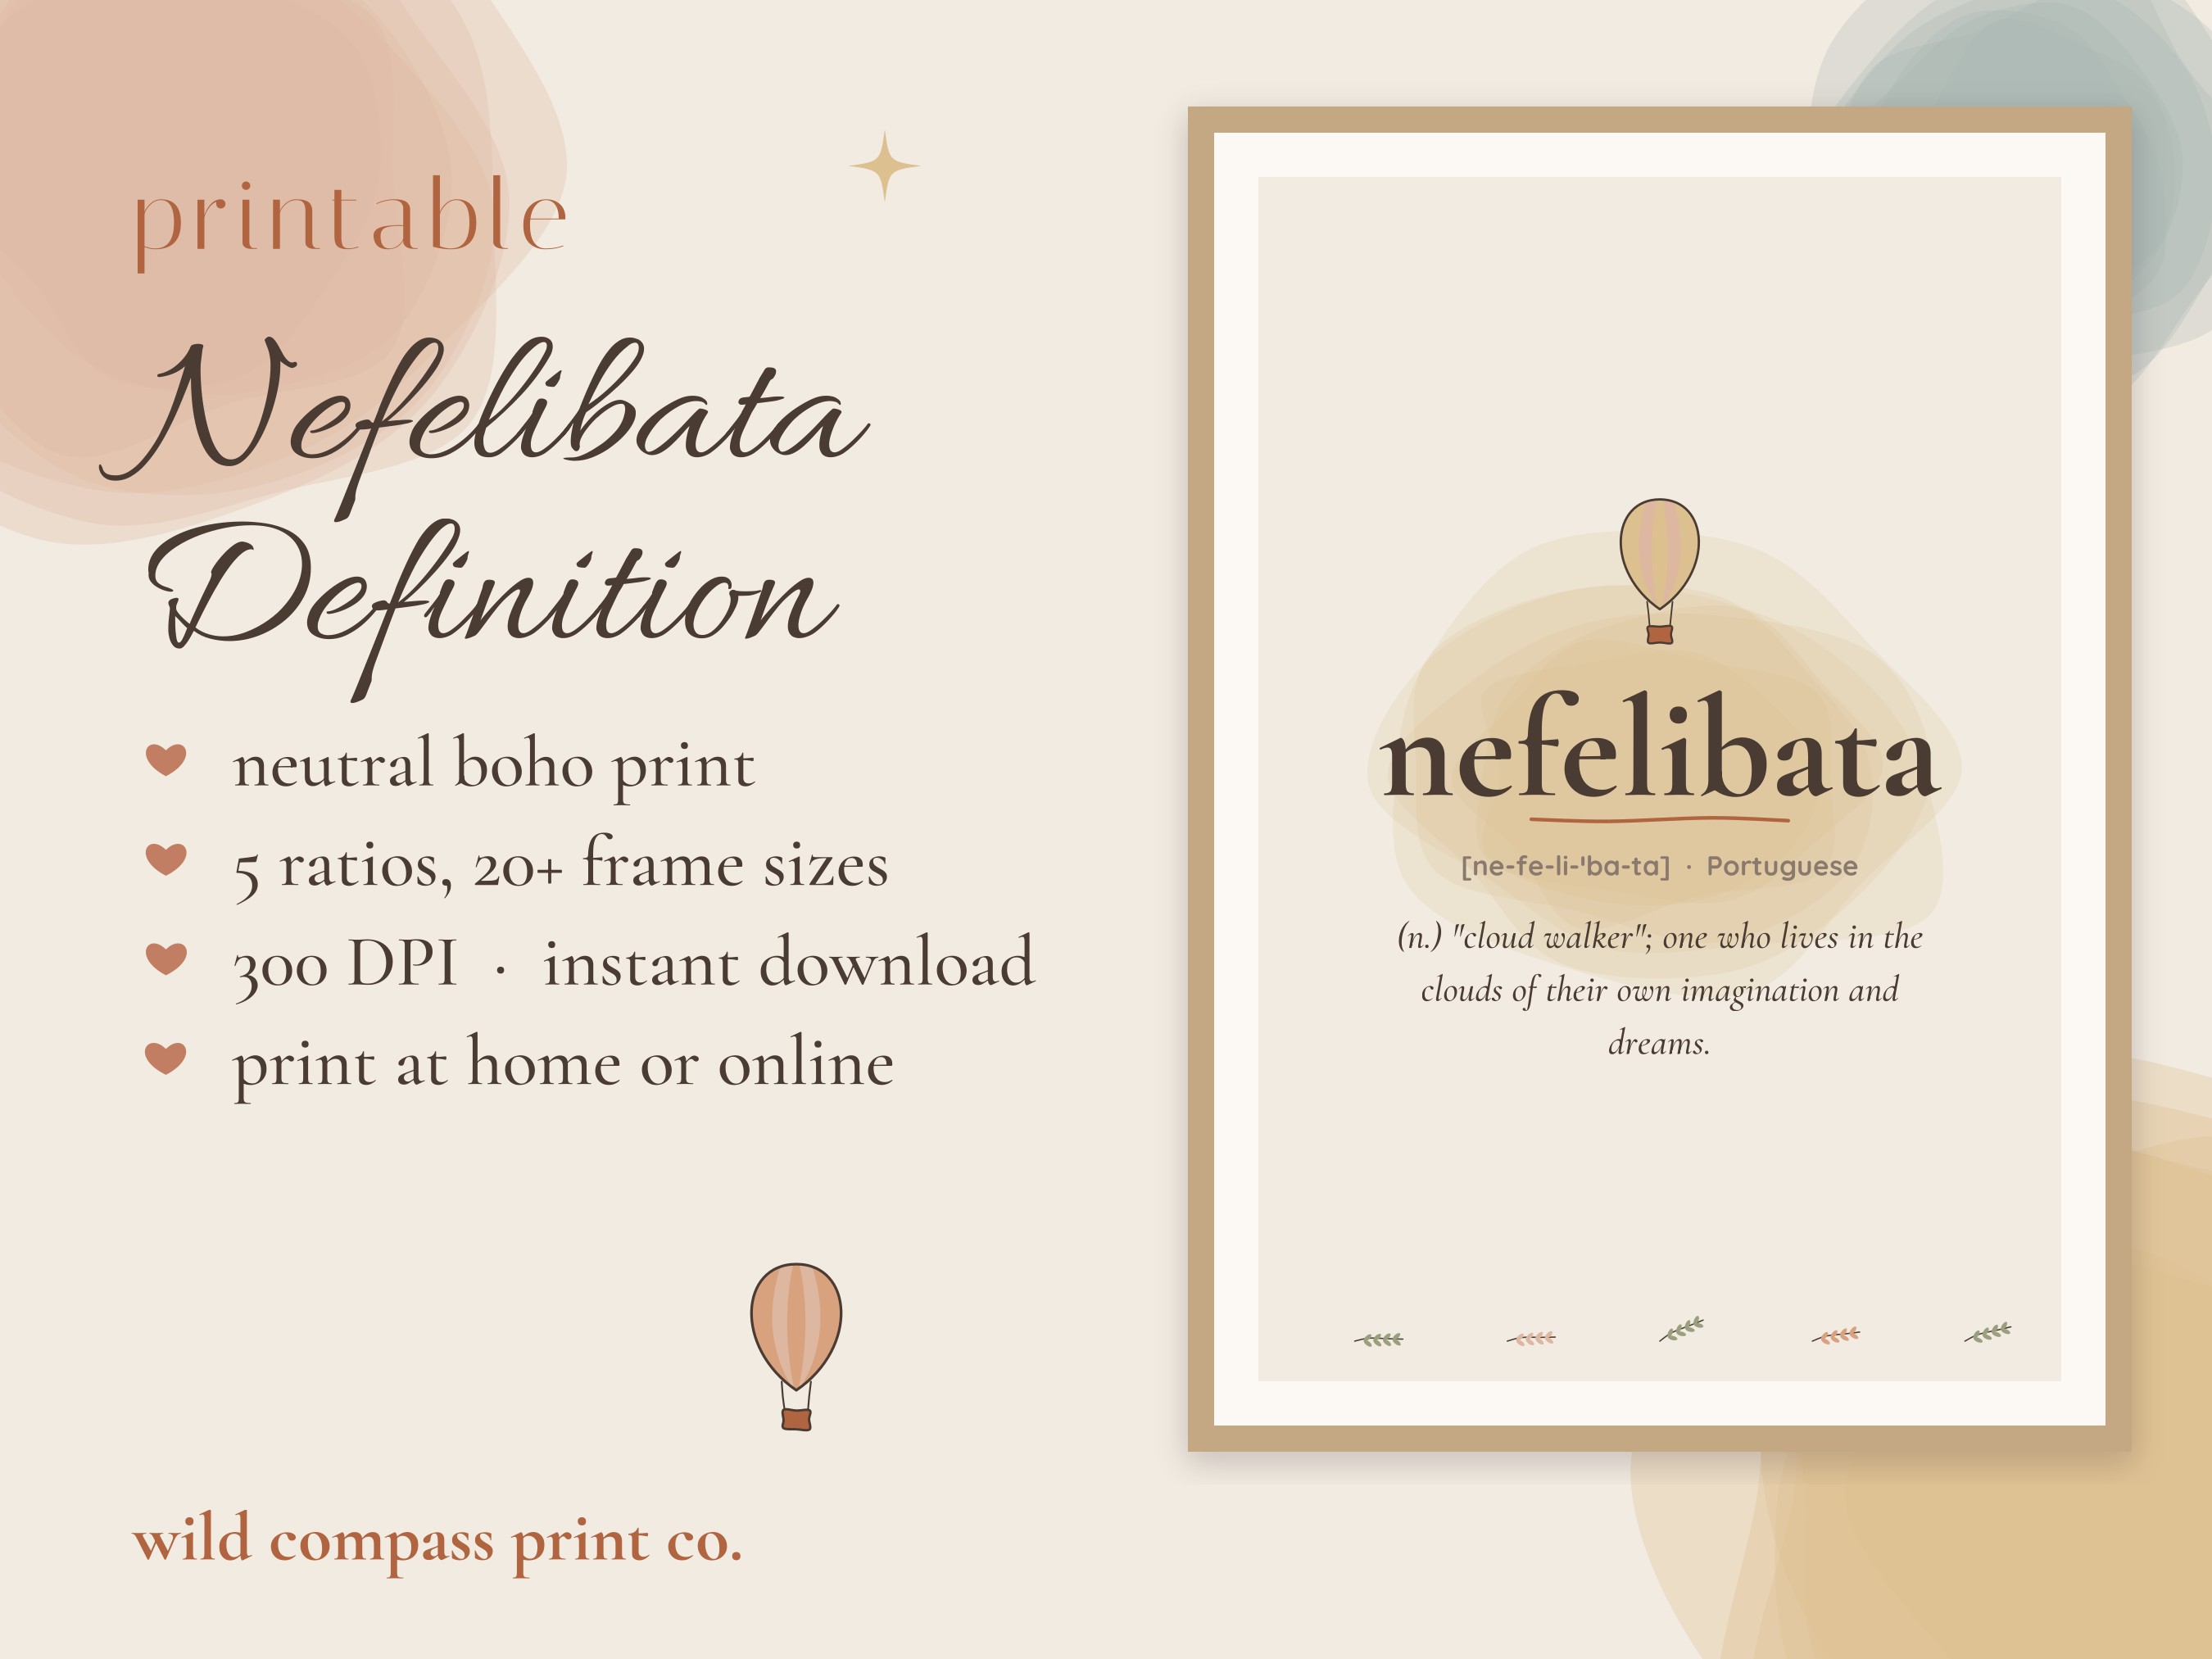 printable
Nefelibata
Definition
neutral boho print
5 ratios, 20+ frame sizes
300 DPI · instant download
print at home or online
wild compass print co.
nefelibata
[ne-fe-li-'ba-ta] · Portuguese
(n.) "cloud walker"; one who lives in the
clouds of their own imagination and
dreams.